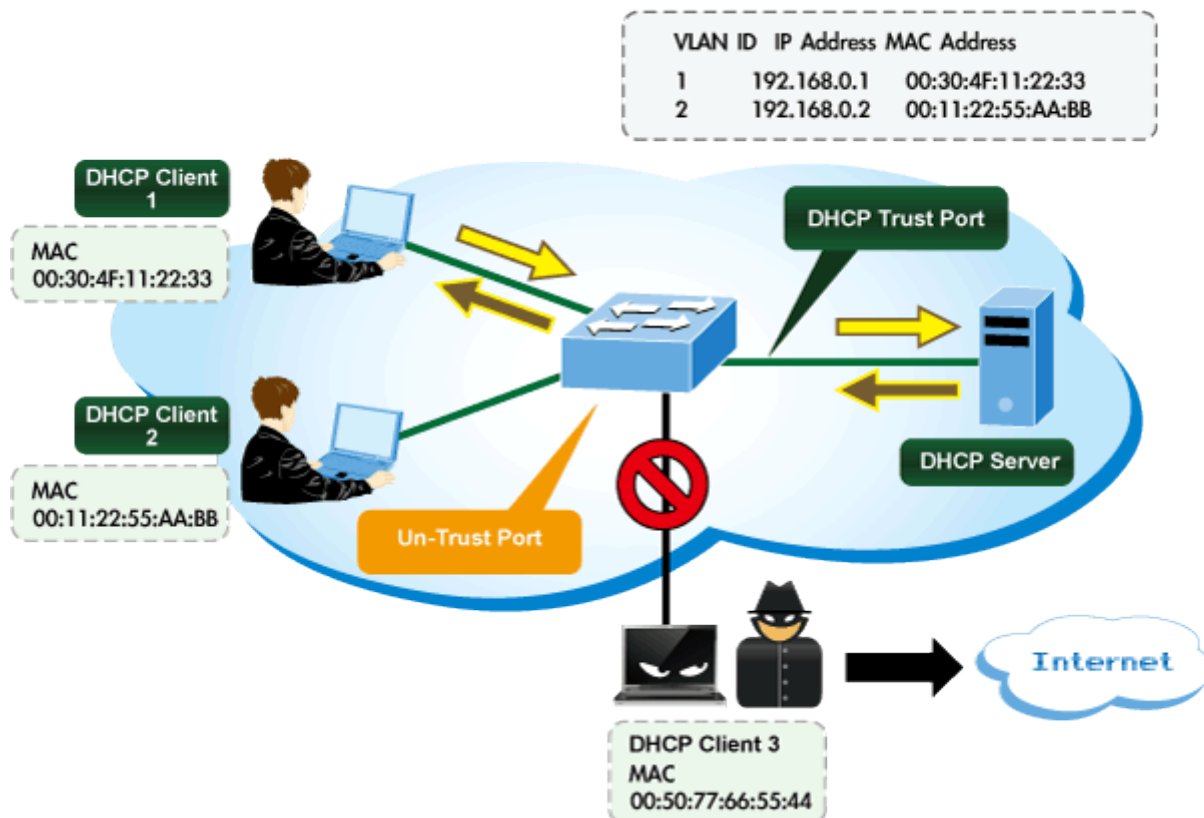 VLAN ID IP Address MAC Address
1 192.168.0.1 00:30:4F:11:22:33
2 192.168.0.2 00:11:22:55:AA:BB
DHCP Client
1
MAC
00:30:4F:11:22:33
DHCP Trust Port
DHCP Client
2
MAC
00:11:22:55:AA:BB
DHCP Server
Un-Trust Port
Internet
DHCP Client 3
MAC
00:50:77:66:55:44